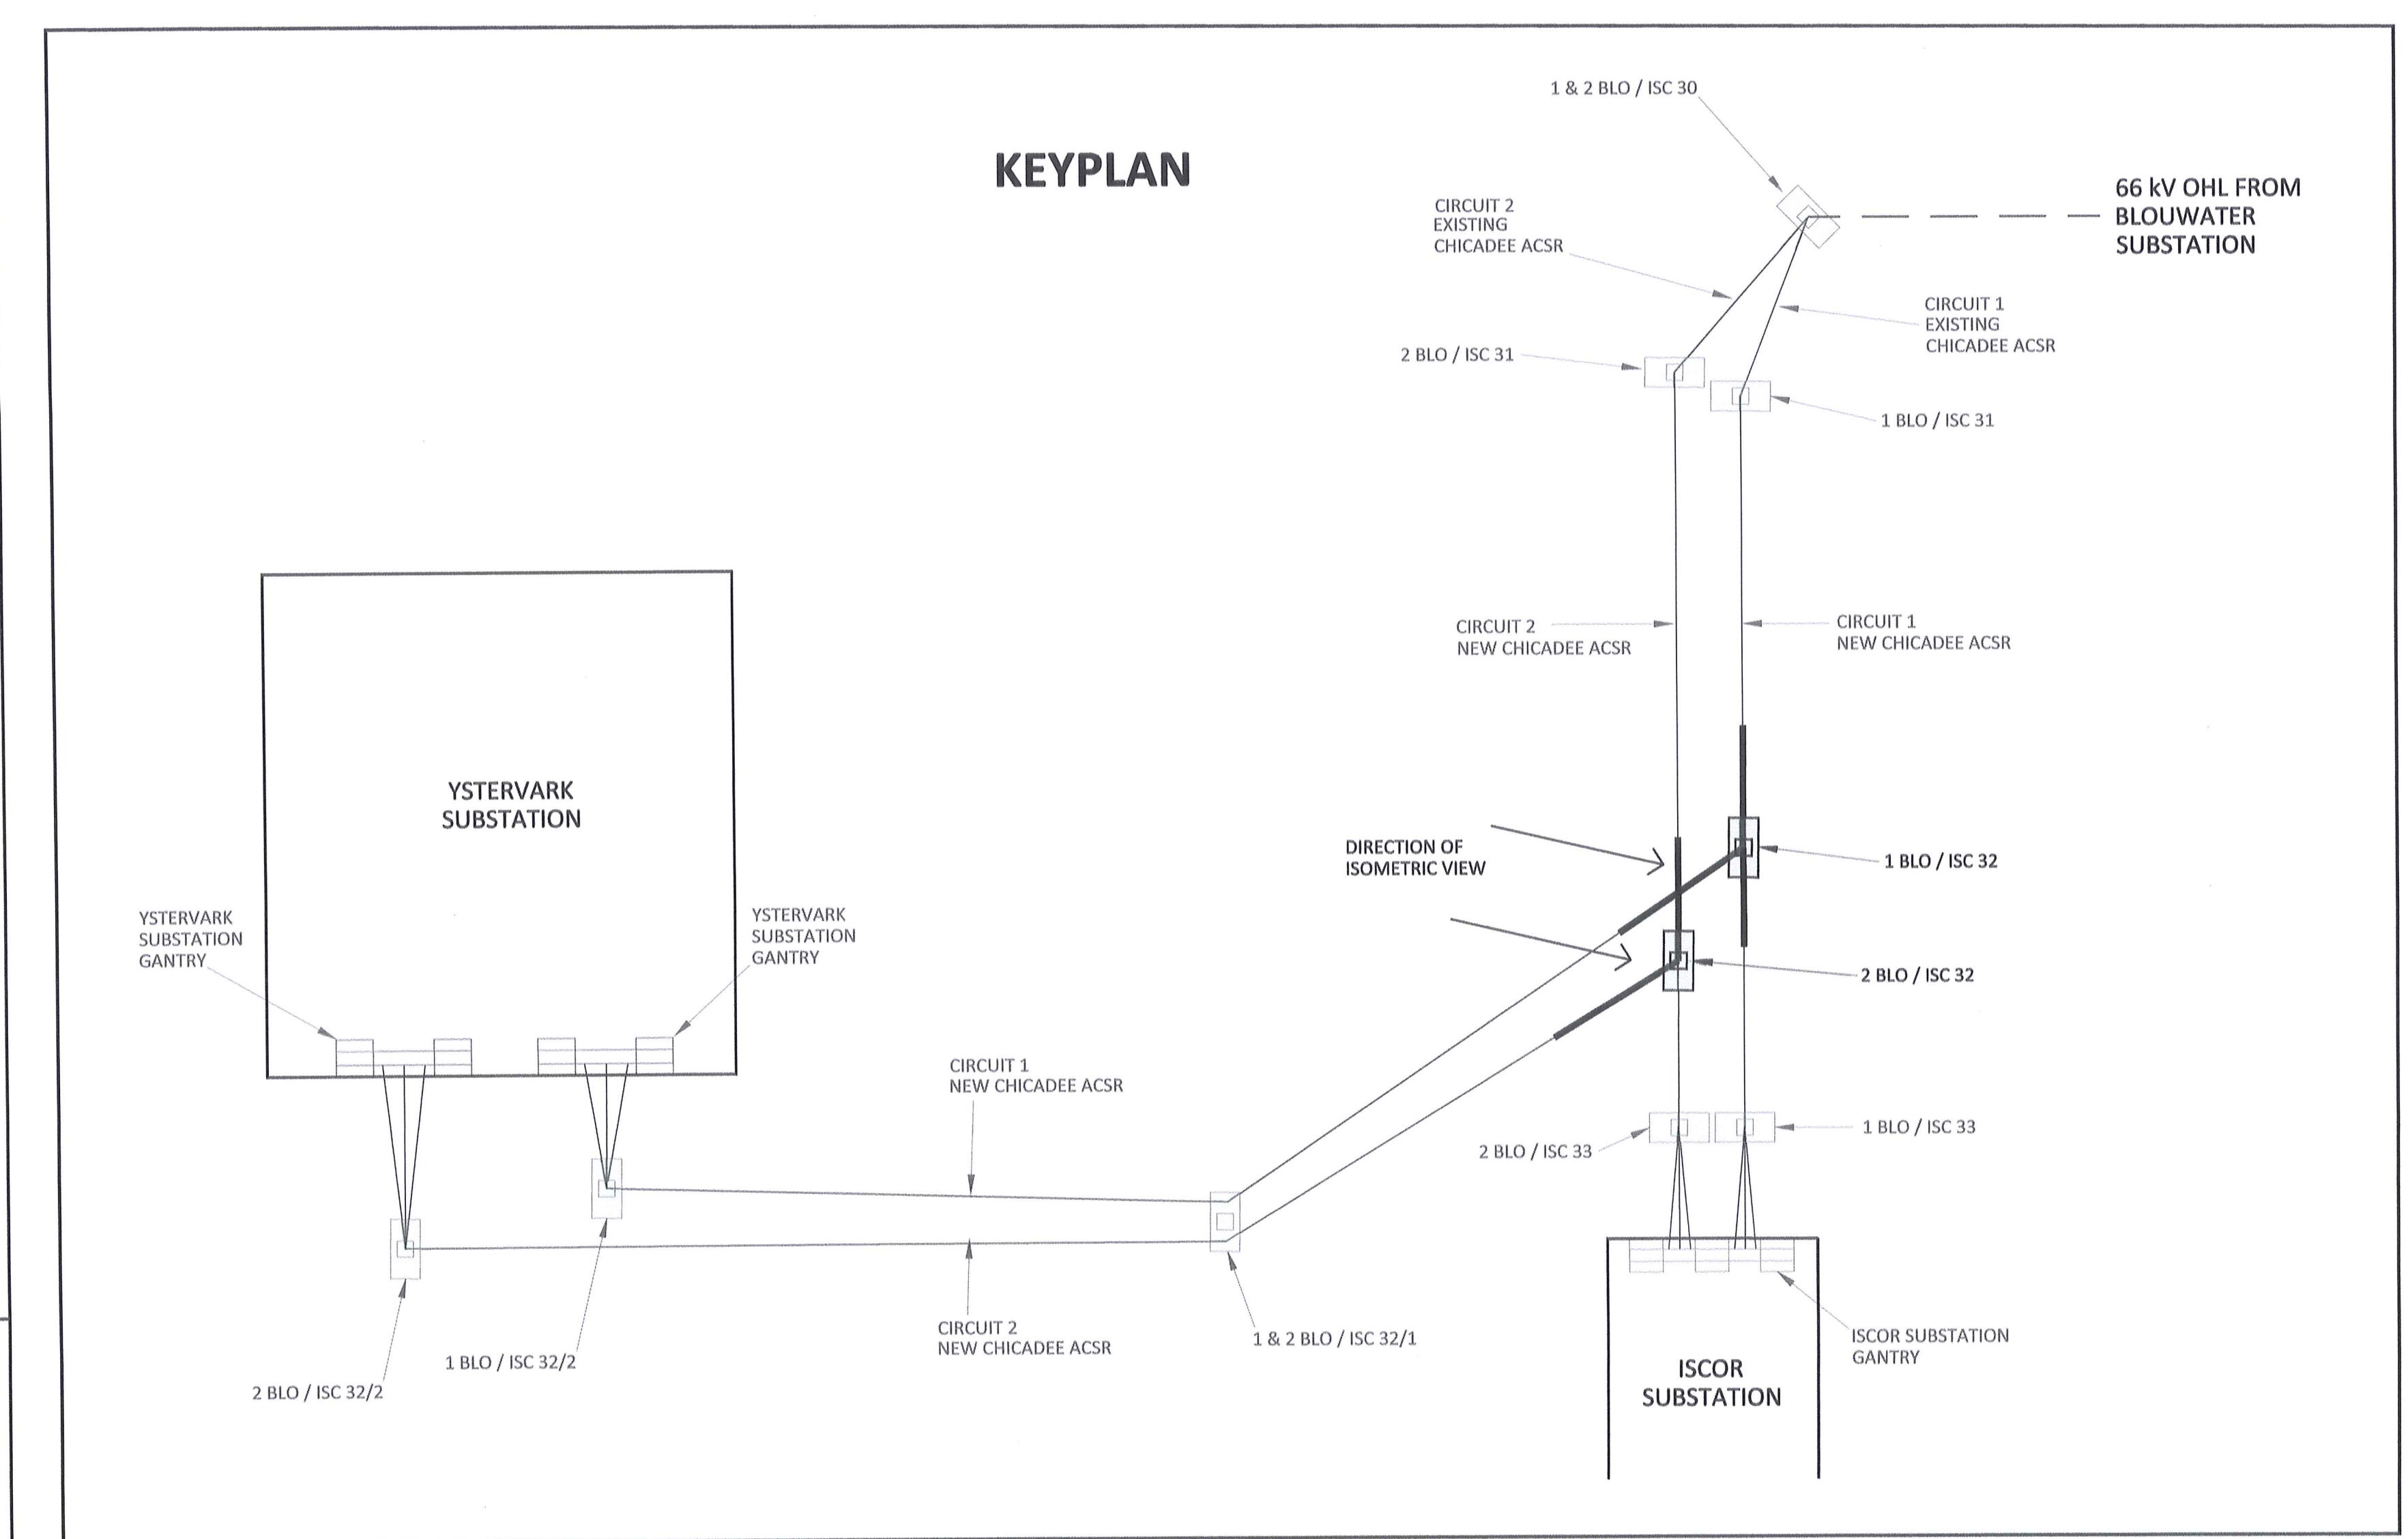 1 & 2 BLO / ISC 30
KEYPLAN
66 kV OHL FROM
BLOUWATER
SUBSTATION
CIRCUIT 2
EXISTING
CHICADEE ACSR
CIRCUIT 1
EXISTING
CHICADEE ACSR
2 BLO / ISC 31
1 BLO / ISC 31
CIRCUIT 2
NEW CHICADEE ACSR
CIRCUIT 1
NEW CHICADEE ACSR
YSTERVARK
SUBSTATION
DIRECTION OF
ISOMETRIC VIEW
1 BLO / ISC 32
YSTERVARK
SUBSTATION
GANTRY
YSTERVARK
SUBSTATION
GANTRY
2 BLO / ISC 32
CIRCUIT 1
NEW CHICADEE ACSR
2 BLO / ISC 33
1 BLO / ISC 33
CIRCUIT 2
NEW CHICADEE ACSR
1 & 2 BLO / ISC 32/1
ISCOR SUBSTATION
GANTRY
1 BLO / ISC 32/2
2 BLO / ISC 32/2
ISCOR
SUBSTATION